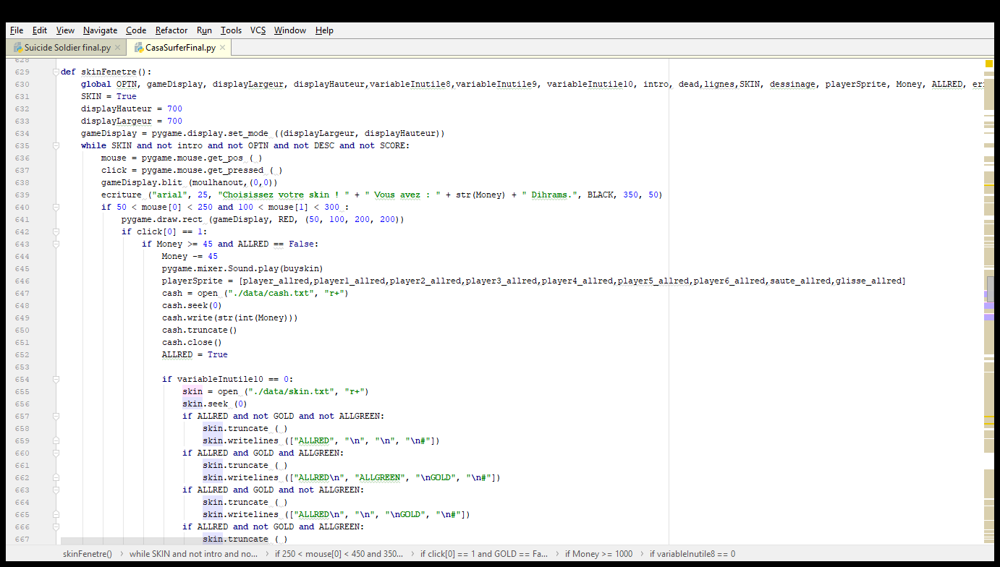 File Edit View Navigate Code Refactor Run Tools VCS Window Help
Suicide Soldier final.py × CasaSurferFinal.py ×
628
629 def skinFenetre():
630 global OPTN, gameDisplay, displayLargeur, displayHauteur,variableInutile8,variableInutile9, variableInutile10, intro, dead,lignes,SKIN, dessinage, playerSprite, Money, ALLRED,
631 SKIN = True
632 displayHauteur = 700
633 displayLargeur = 700
634 gameDisplay = pygame.display.set_mode ((displayLargeur, displayHauteur))
635 while SKIN and not intro and not OPTN and not DESC and not SCORE:
636 mouse = pygame.mouse.get_pos ( )
637 click = pygame.mouse.get_pressed ( )
638 gameDisplay.blit (moulhanout,(0,0))
639 ecriture ("arial", 25, "Choisissez votre skin ! " + " Vous avez : " + str(Money) + " Dihrams.", BLACK, 350, 50)
640 if 50 < mouse[0] < 250 and 100 < mouse[1] < 300 :
641 pygame.draw.rect (gameDisplay, RED, (50, 100, 200, 200))
642 if click[0] == 1:
643 if Money >= 45 and ALLRED == False:
644 Money -= 45
645 pygame.mixer.Sound.play(buyskin)
646 playerSprite = [player_allred,player1_allred,player2_allred,player3_allred,player4_allred,player5_allred,player6_allred,saute_allred,glisse_allred]
647 cash = open ("./data/cash.txt", "r+")
648 cash.seek(0)
649 cash.write(str(int(Money)))
650 cash.truncate()
651 cash.close()
652 ALLRED = True
653
654 if variableInutile10 == 0:
655 skin = open ("./data/skin.txt", "r+")
656 skin.seek (0)
657 if ALLRED and not GOLD and not ALLGREEN:
658 skin.truncate ( )
659 skin.writelines (["ALLRED", "\n", "\n", "\n#"])
660 if ALLRED and GOLD and ALLGREEN:
661 skin.truncate ( )
662 skin.writelines (["ALLRED\n", "ALLGREEN", "\nGOLD", "\n#"])
663 if ALLRED and GOLD and not ALLGREEN:
664 skin.truncate ( )
665 skin.writelines (["ALLRED\n", "\n", "\nGOLD", "\n#"])
666 if ALLRED and not GOLD and ALLGREEN:
667 skin.truncate ( )
skinFenetre() › while SKIN and not intro and no... › if 250 < mouse[0] < 450 and 350... › if click[0] == 1 and GOLD == Fa... › if Money >= 1000 › if variableInutile8 == 0